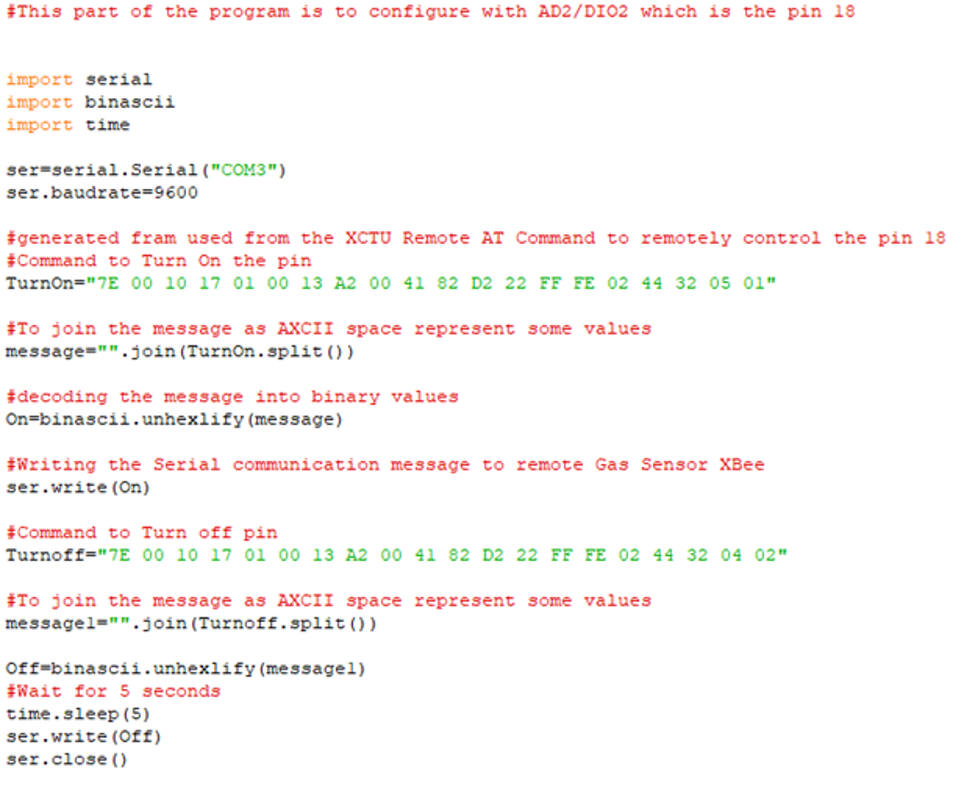 #This part of the program is to configure with AD2/DIO2 which is the pin 18
import serial
import binascii
import time
ser=serial.Serial("COM3")
ser.baudrate=9600
#generated fram used from the XCTU Remote AT Command to remotely control the pin 18
#Command to Turn On the pin
TurnOn="7E 00 10 17 01 00 13 A2 00 41 82 D2 22 FF FE 02 44 32 05 01"
#To join the message as AXCII space represent some values
message="".join(TurnOn.split())
#decoding the message into binary values
On=binascii.unhexlify(message)
#Writing the Serial communication message to remote Gas Sensor XBee
ser.write(On)
#Command to Turn off pin
Turnoff="7E 00 10 17 01 00 13 A2 00 41 82 D2 22 FF FE 02 44 32 04 02"
#To join the message as AXCII space represent some values
message1="".join(Turnoff.split())
Off=binascii.unhexlify(message1)
#Wait for 5 seconds
time.sleep(5)
ser.write(Off)
ser.close()